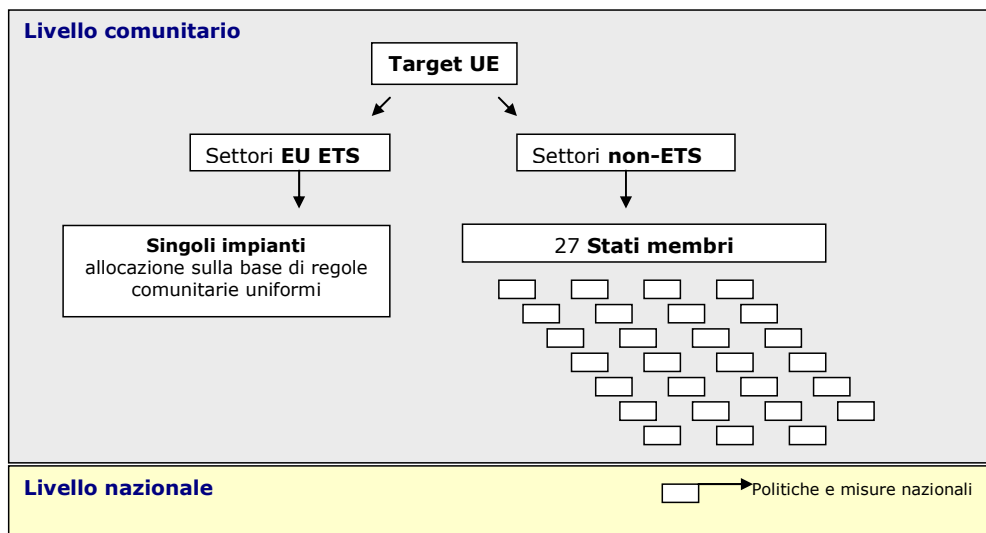 Livello comunitario
Target UE
Settori EU ETS
Settori non-ETS
Singoli impianti
allocazione sulla base di regole
comunitarie uniformi
27 Stati membri
Livello nazionale
Politiche e misure nazionali